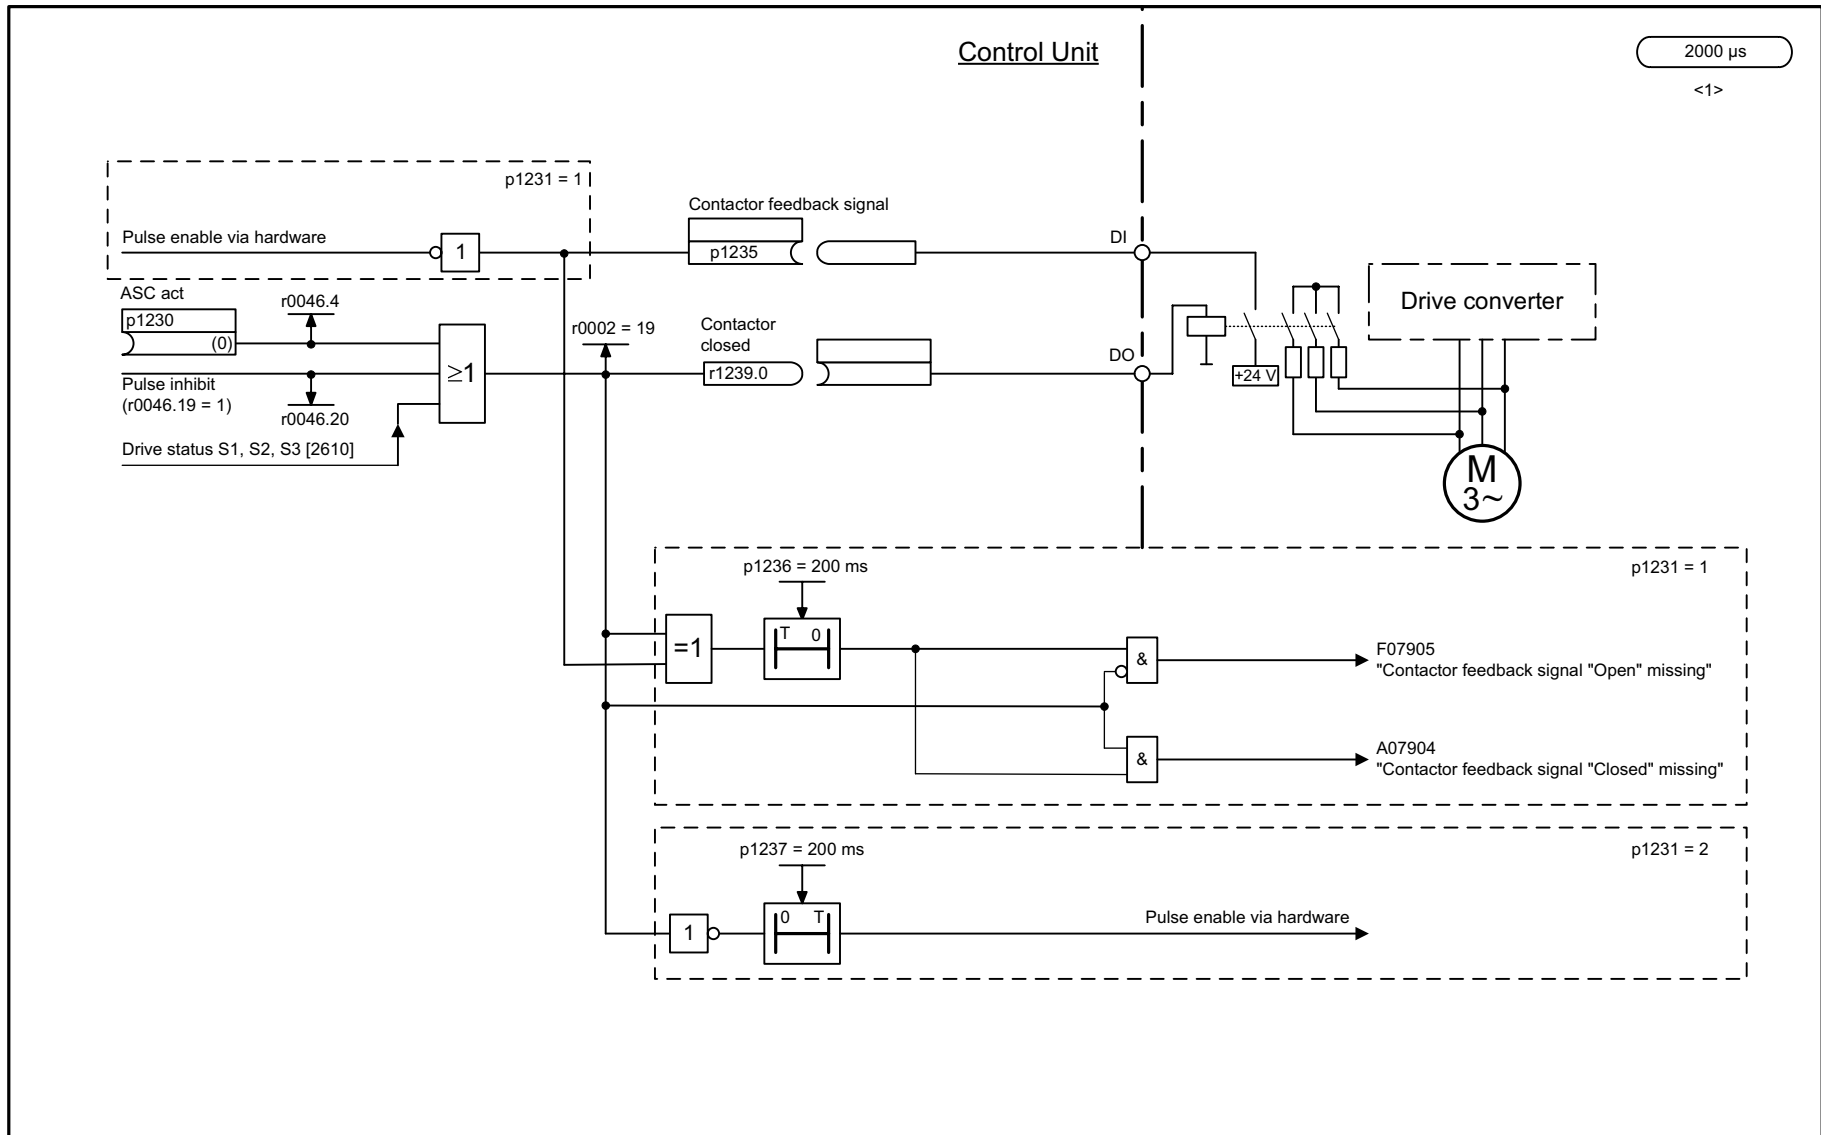 Control Unit
2000 µs
<1>
p1231 = 1
Pulse enable via hardware
1
Contactor feedback signal
p1235
DI
ASC act
p1230
(0)
r0046.4
≥1
r0002 = 19
Contactor
closed
r1239.0
DO
+24 V
Drive converter
Pulse inhibit
(r0046.19 = 1)
r0046.20
Drive status S1, S2, S3 [2610]
M
3~
p1236 = 200 ms
p1231 = 1
=1
T 0
&
F07905
"Contactor feedback signal "Open" missing"
&
A07904
"Contactor feedback signal "Closed" missing"
p1237 = 200 ms
p1231 = 2
1
0 T
Pulse enable via hardware